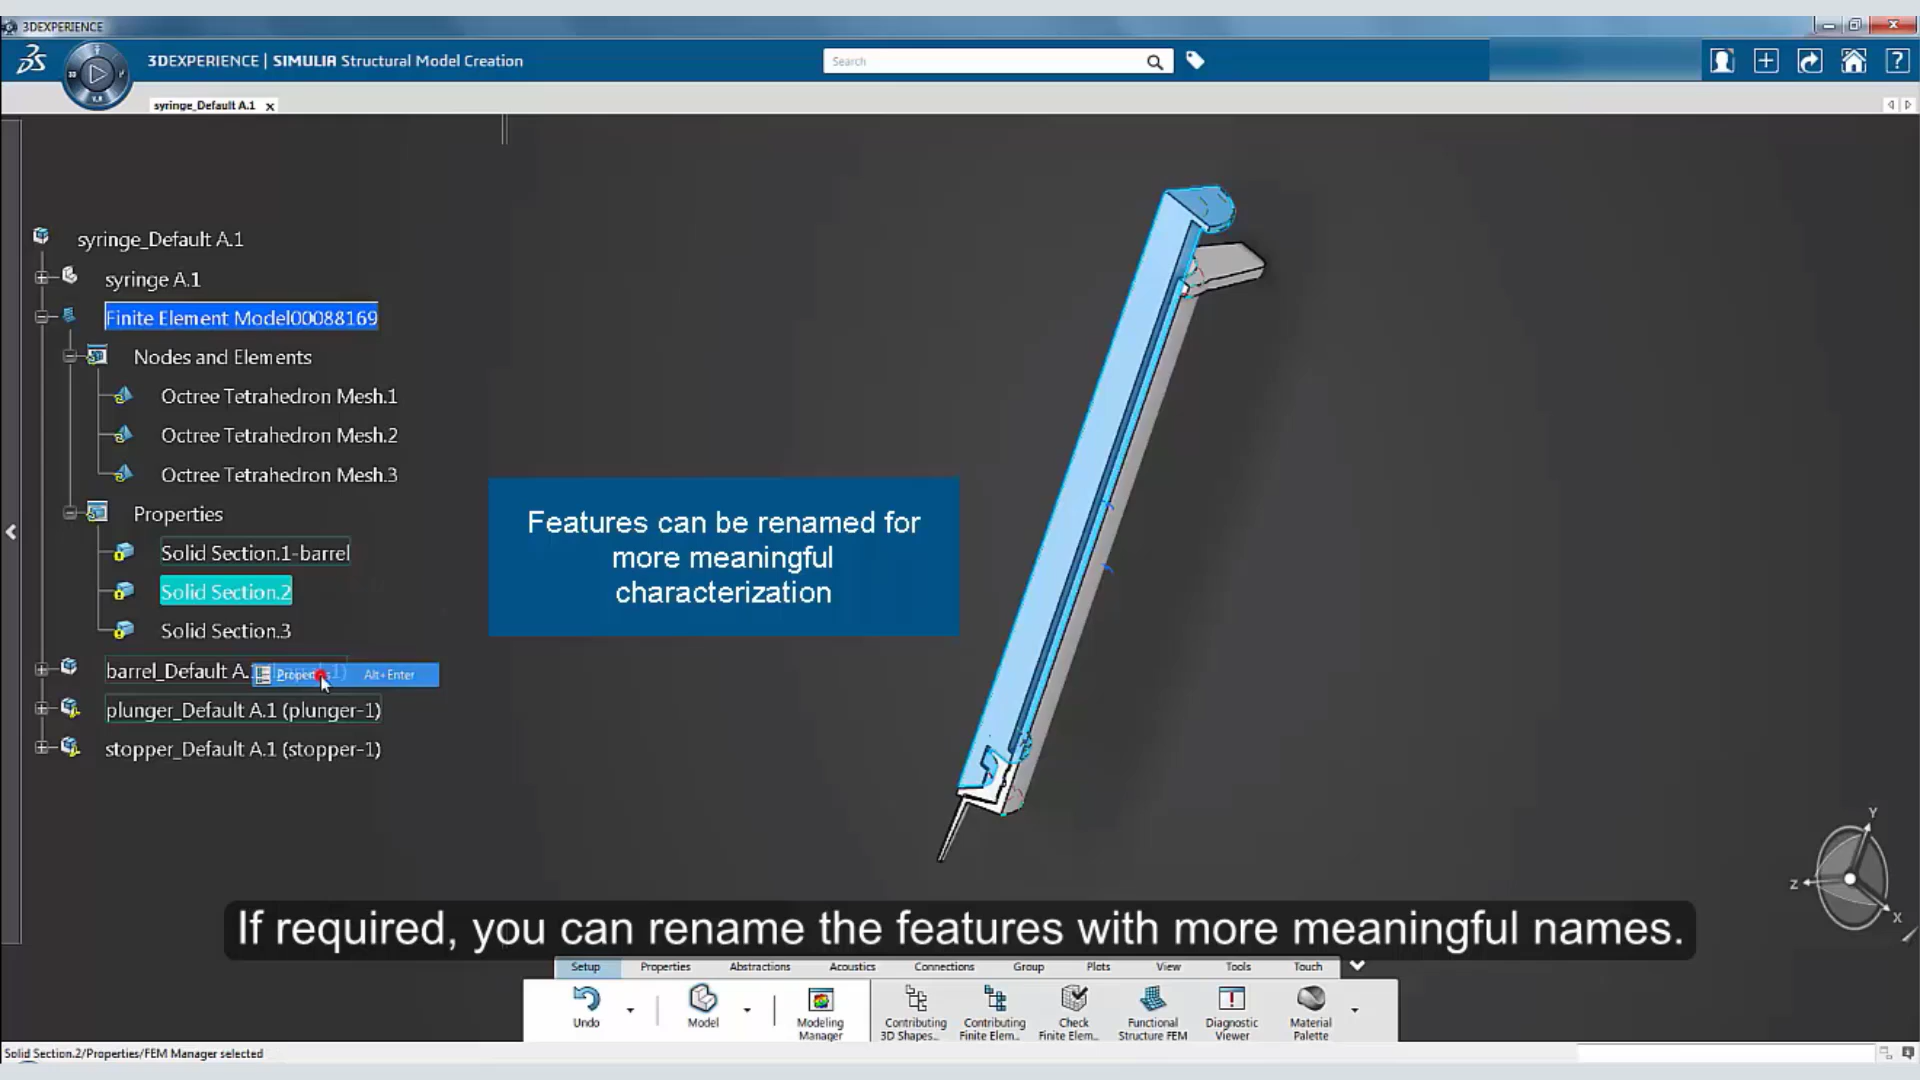 3DEXPERIENCE
3DEXPERIENCE | SIMULIA Structural Model Creation
Search
syringe_Default A.1
syringe_Default A.1
syringe A.1
Finite Element Model00088169
Nodes and Elements
Octree Tetrahedron Mesh.1
Octree Tetrahedron Mesh.2
Octree Tetrahedron Mesh.3
Properties
Solid Section.1-barrel
Solid Section.2
Solid Section.3
barrel_Default A.
Properties Alt+Enter
plunger_Default A.1 (plunger-1)
stopper_Default A.1 (stopper-1)
Features can be renamed for
more meaningful
characterization
Y
Z
X
If required, you can rename the features with more meaningful names.
Setup Properties Abstractions Acoustics Connections Group Plots View Tools Touch
Undo
Model
Modeling
Manager
Contributing
3D Shapes...
Contributing
Finite Elem...
Check
Finite Elem...
Functional
Structure FEM
Diagnostic
Viewer
Material
Palette
Solid Section.2/Properties/FEM Manager selected